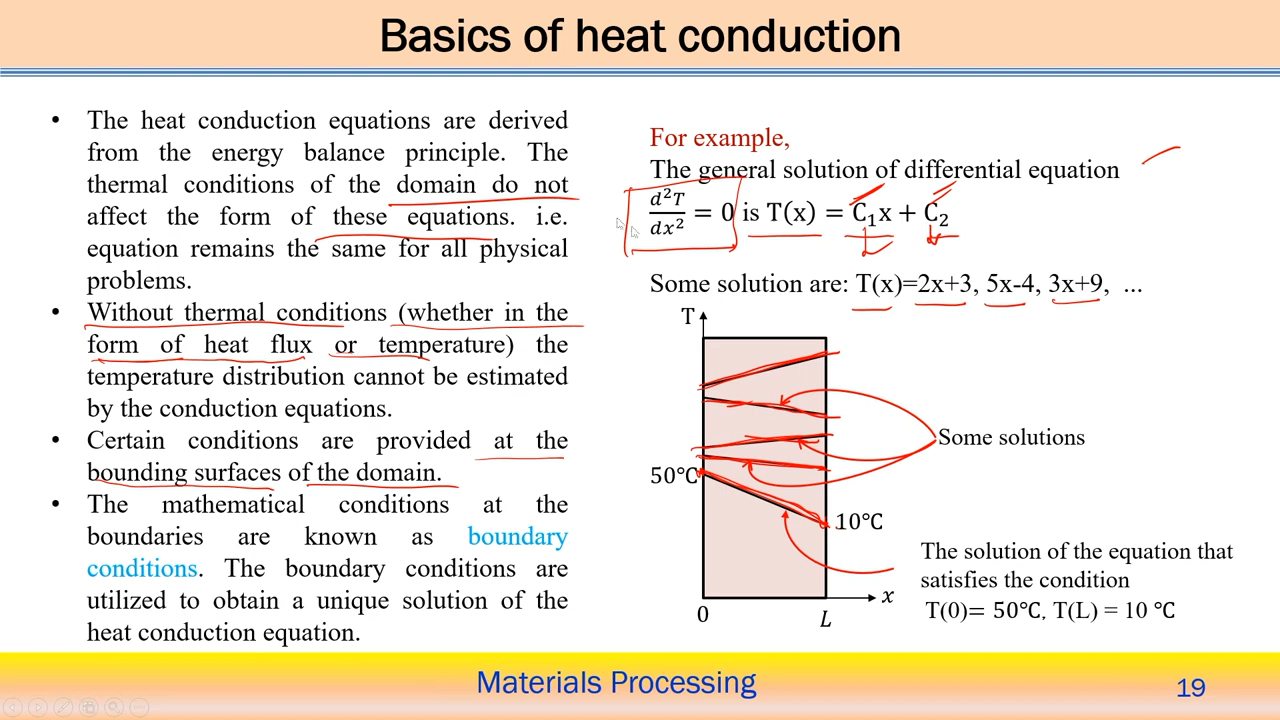 Basics of heat conduction
• The heat conduction equations are derived
from the energy balance principle. The
thermal conditions of the domain do not
affect the form of these equations. i.e.
equation remains the same for all physical
problems.
• Without thermal conditions (whether in the
form of heat flux or temperature) the
temperature distribution cannot be estimated
by the conduction equations.
• Certain conditions are provided at the
bounding surfaces of the domain.
• The mathematical conditions at the
boundaries are known as boundary
conditions. The boundary conditions are
utilized to obtain a unique solution of the
heat conduction equation.
For example,
The general solution of differential equation
d²T/dx² = 0 is T(x) = C₁x + C₂
Some solution are: T(x)=2x+3, 5x-4, 3x+9, ...
T
Some solutions
50°C
10°C
The solution of the equation that
satisfies the condition
T(0)= 50°C, T(L) = 10 °C
x
0
L
Materials Processing
19